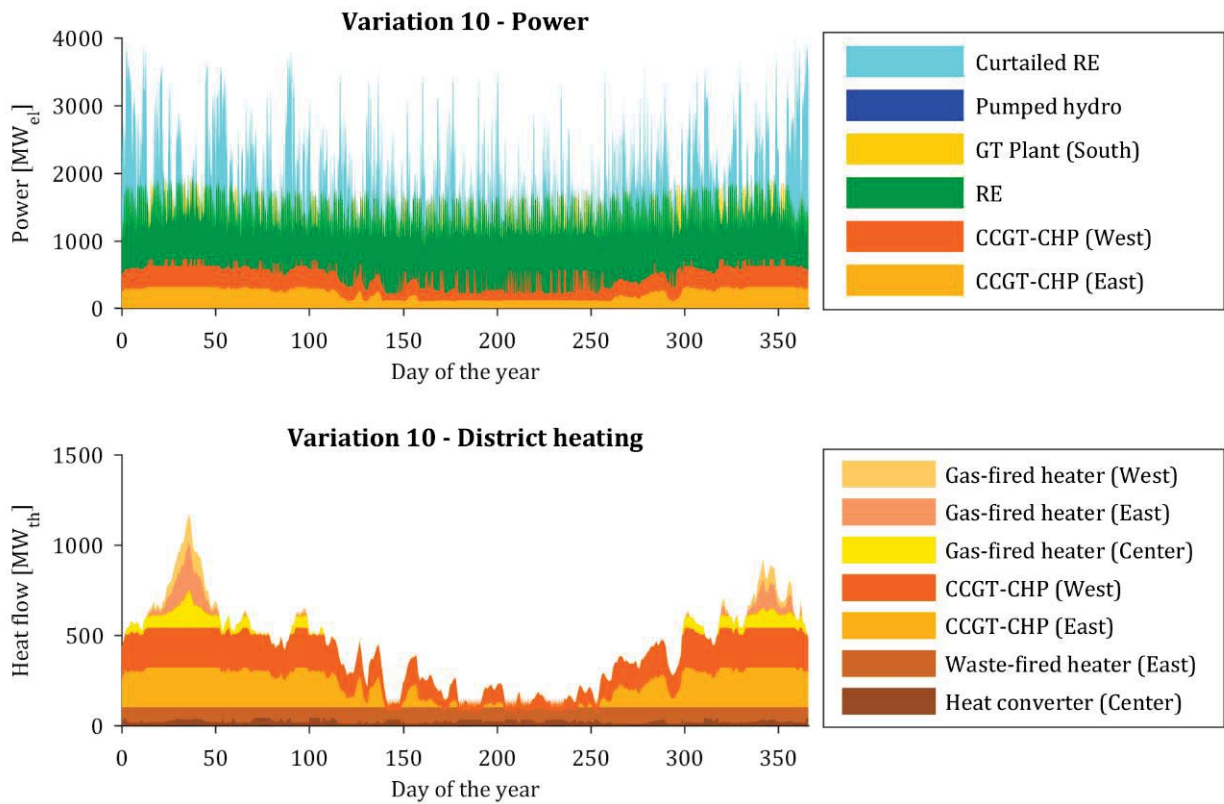 Variation 10 - Power
4000
3000
2000
1000
0
Power [MWel]
0 50 100 150 200 250 300 350
Day of the year
Curtailed RE
Pumped hydro
GT Plant (South)
RE
CCGT-CHP (West)
CCGT-CHP (East)
Variation 10 - District heating
1500
1000
500
0
Heat flow [MWth]
0 50 100 150 200 250 300 350
Day of the year
Gas-fired heater (West)
Gas-fired heater (East)
Gas-fired heater (Center)
CCGT-CHP (West)
CCGT-CHP (East)
Waste-fired heater (East)
Heat converter (Center)